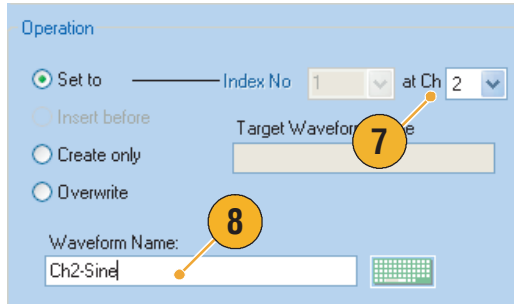 Operation
Set to Index No 1 at Ch 2
Insert before
Target Waveform
7
Create only
Overwrite
8
Waveform Name:
Ch2-Sine